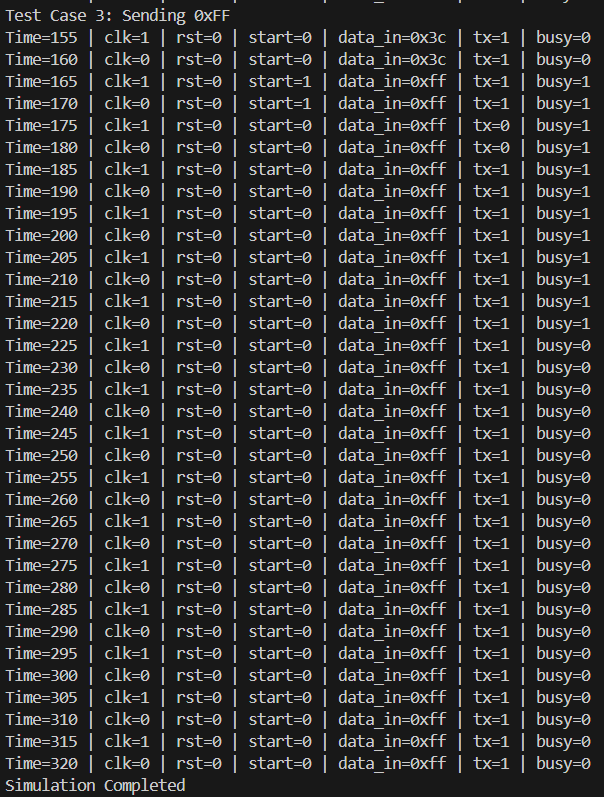 Test Case 3: Sending 0xFF
Time=155 | clk=1 | rst=0 | start=0 | data_in=0x3c | tx=1 | busy=0
Time=160 | clk=0 | rst=0 | start=0 | data_in=0x3c | tx=1 | busy=0
Time=165 | clk=1 | rst=0 | start=1 | data_in=0xff | tx=1 | busy=1
Time=170 | clk=0 | rst=0 | start=1 | data_in=0xff | tx=1 | busy=1
Time=175 | clk=1 | rst=0 | start=0 | data_in=0xff | tx=0 | busy=1
Time=180 | clk=0 | rst=0 | start=0 | data_in=0xff | tx=0 | busy=1
Time=185 | clk=1 | rst=0 | start=0 | data_in=0xff | tx=1 | busy=1
Time=190 | clk=0 | rst=0 | start=0 | data_in=0xff | tx=1 | busy=1
Time=195 | clk=1 | rst=0 | start=0 | data_in=0xff | tx=1 | busy=1
Time=200 | clk=0 | rst=0 | start=0 | data_in=0xff | tx=1 | busy=1
Time=205 | clk=1 | rst=0 | start=0 | data_in=0xff | tx=1 | busy=1
Time=210 | clk=0 | rst=0 | start=0 | data_in=0xff | tx=1 | busy=1
Time=215 | clk=1 | rst=0 | start=0 | data_in=0xff | tx=1 | busy=1
Time=220 | clk=0 | rst=0 | start=0 | data_in=0xff | tx=1 | busy=1
Time=225 | clk=1 | rst=0 | start=0 | data_in=0xff | tx=1 | busy=0
Time=230 | clk=0 | rst=0 | start=0 | data_in=0xff | tx=1 | busy=0
Time=235 | clk=1 | rst=0 | start=0 | data_in=0xff | tx=1 | busy=0
Time=240 | clk=0 | rst=0 | start=0 | data_in=0xff | tx=1 | busy=0
Time=245 | clk=1 | rst=0 | start=0 | data_in=0xff | tx=1 | busy=0
Time=250 | clk=0 | rst=0 | start=0 | data_in=0xff | tx=1 | busy=0
Time=255 | clk=1 | rst=0 | start=0 | data_in=0xff | tx=1 | busy=0
Time=260 | clk=0 | rst=0 | start=0 | data_in=0xff | tx=1 | busy=0
Time=265 | clk=1 | rst=0 | start=0 | data_in=0xff | tx=1 | busy=0
Time=270 | clk=0 | rst=0 | start=0 | data_in=0xff | tx=1 | busy=0
Time=275 | clk=1 | rst=0 | start=0 | data_in=0xff | tx=1 | busy=0
Time=280 | clk=0 | rst=0 | start=0 | data_in=0xff | tx=1 | busy=0
Time=285 | clk=1 | rst=0 | start=0 | data_in=0xff | tx=1 | busy=0
Time=290 | clk=0 | rst=0 | start=0 | data_in=0xff | tx=1 | busy=0
Time=295 | clk=1 | rst=0 | start=0 | data_in=0xff | tx=1 | busy=0
Time=300 | clk=0 | rst=0 | start=0 | data_in=0xff | tx=1 | busy=0
Time=305 | clk=1 | rst=0 | start=0 | data_in=0xff | tx=1 | busy=0
Time=310 | clk=0 | rst=0 | start=0 | data_in=0xff | tx=1 | busy=0
Time=315 | clk=1 | rst=0 | start=0 | data_in=0xff | tx=1 | busy=0
Time=320 | clk=0 | rst=0 | start=0 | data_in=0xff | tx=1 | busy=0
Simulation Completed